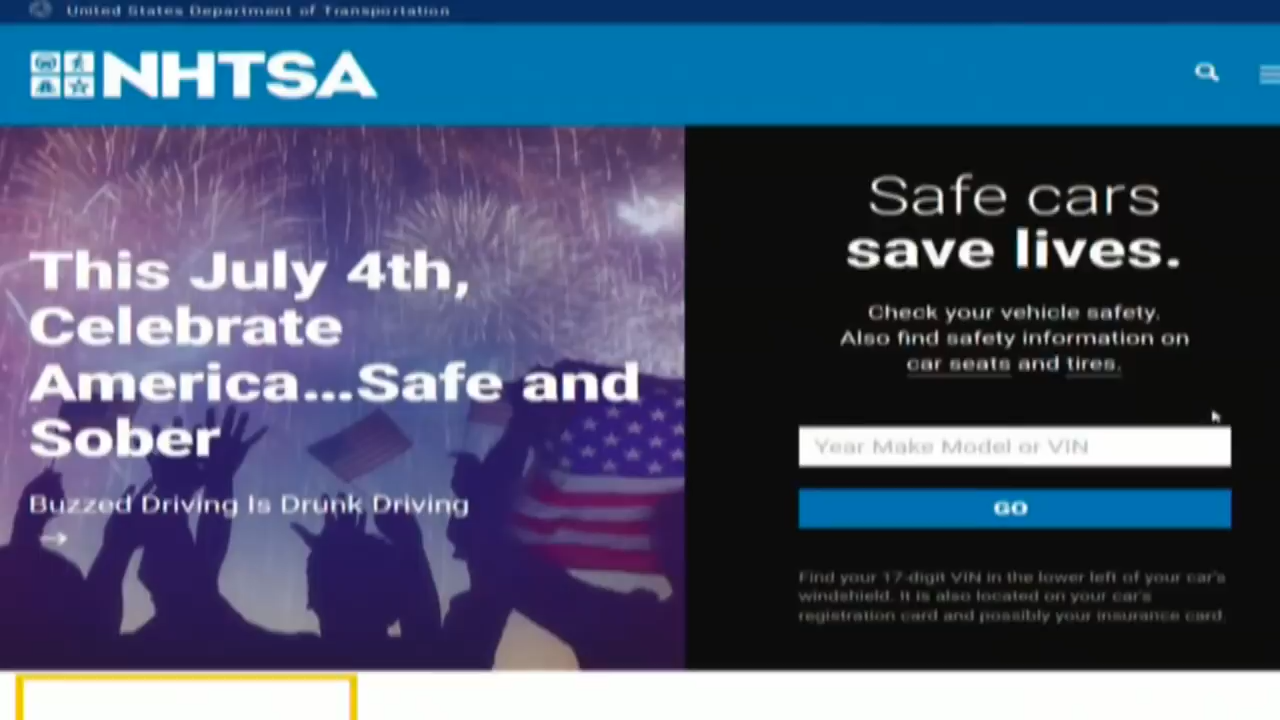 United States Department of Transportation
NHTSA
This July 4th,
Celebrate
America...Safe and
Sober
Buzzed Driving Is Drunk Driving
Safe cars
save lives.
Check your vehicle safety.
Also find safety information on
car seats and tires.
Year Make Model or VIN
GO
Find your 17-digit VIN in the lower left of your car's
windshield. It is also located on your car's
registration card and possibly your insurance card.